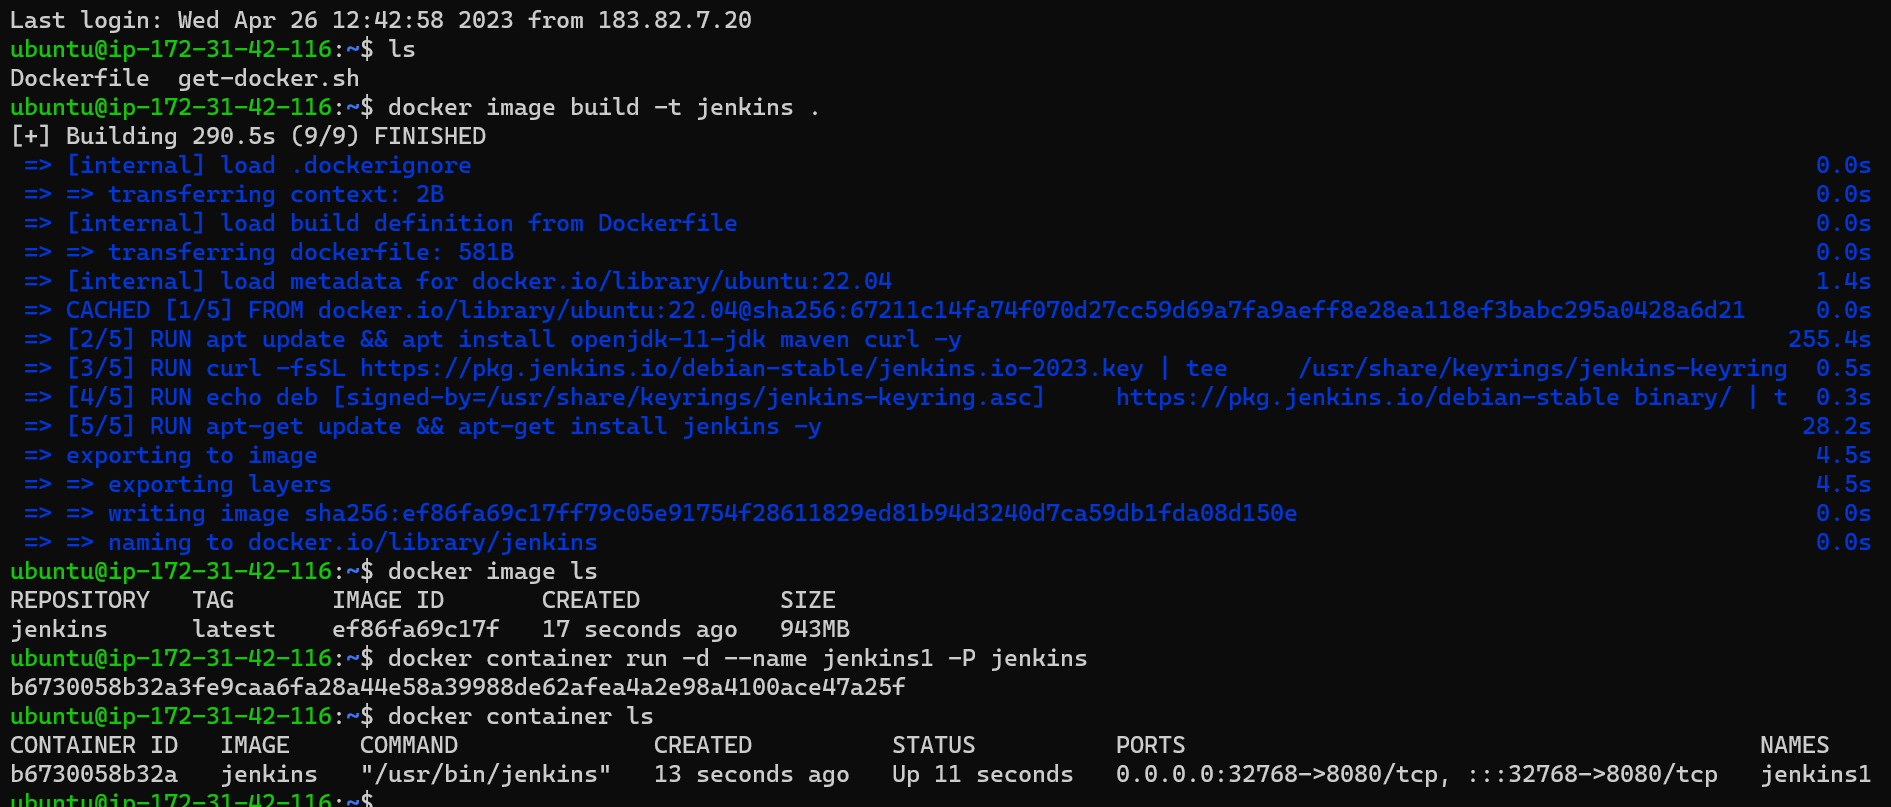 Last login: Wed Apr 26 12:42:58 2023 from 183.82.7.20
ubuntu@ip-172-31-42-116:~$ ls
Dockerfile  get-docker.sh
ubuntu@ip-172-31-42-116:~$ docker image build -t jenkins .
[+] Building 290.5s (9/9) FINISHED
 => [internal] load .dockerignore 0.0s
 => => transferring context: 2B 0.0s
 => [internal] load build definition from Dockerfile 0.0s
 => => transferring dockerfile: 581B 0.0s
 => [internal] load metadata for docker.io/library/ubuntu:22.04 1.4s
 => CACHED [1/5] FROM docker.io/library/ubuntu:22.04@sha256:67211c14fa74f070d27cc59d69a7fa9aeff8e28ea118ef3babc295a0428a6d21 0.0s
 => [2/5] RUN apt update && apt install openjdk-11-jdk maven curl -y 255.4s
 => [3/5] RUN curl -fsSL https://pkg.jenkins.io/debian-stable/jenkins.io-2023.key | tee     /usr/share/keyrings/jenkins-keyring 0.5s
 => [4/5] RUN echo deb [signed-by=/usr/share/keyrings/jenkins-keyring.asc]     https://pkg.jenkins.io/debian-stable binary/ | t 0.3s
 => [5/5] RUN apt-get update && apt-get install jenkins -y 28.2s
 => exporting to image 4.5s
 => => exporting layers 4.5s
 => => writing image sha256:ef86fa69c17ff79c05e91754f28611829ed81b94d3240d7ca59db1fda08d150e 0.0s
 => => naming to docker.io/library/jenkins 0.0s
ubuntu@ip-172-31-42-116:~$ docker image ls
REPOSITORY   TAG       IMAGE ID       CREATED          SIZE
jenkins      latest    ef86fa69c17f   17 seconds ago   943MB
ubuntu@ip-172-31-42-116:~$ docker container run -d --name jenkins1 -P jenkins
b6730058b32a3fe9caa6fa28a44e58a39988de62afea4a2e98a4100ace47a25f
ubuntu@ip-172-31-42-116:~$ docker container ls
CONTAINER ID   IMAGE     COMMAND              CREATED          STATUS          PORTS                                         NAMES
b6730058b32a   jenkins   "/usr/bin/jenkins"   13 seconds ago   Up 11 seconds   0.0.0.0:32768->8080/tcp, :::32768->8080/tcp   jenkins1
ubuntu@ip-172-31-42-116:~$